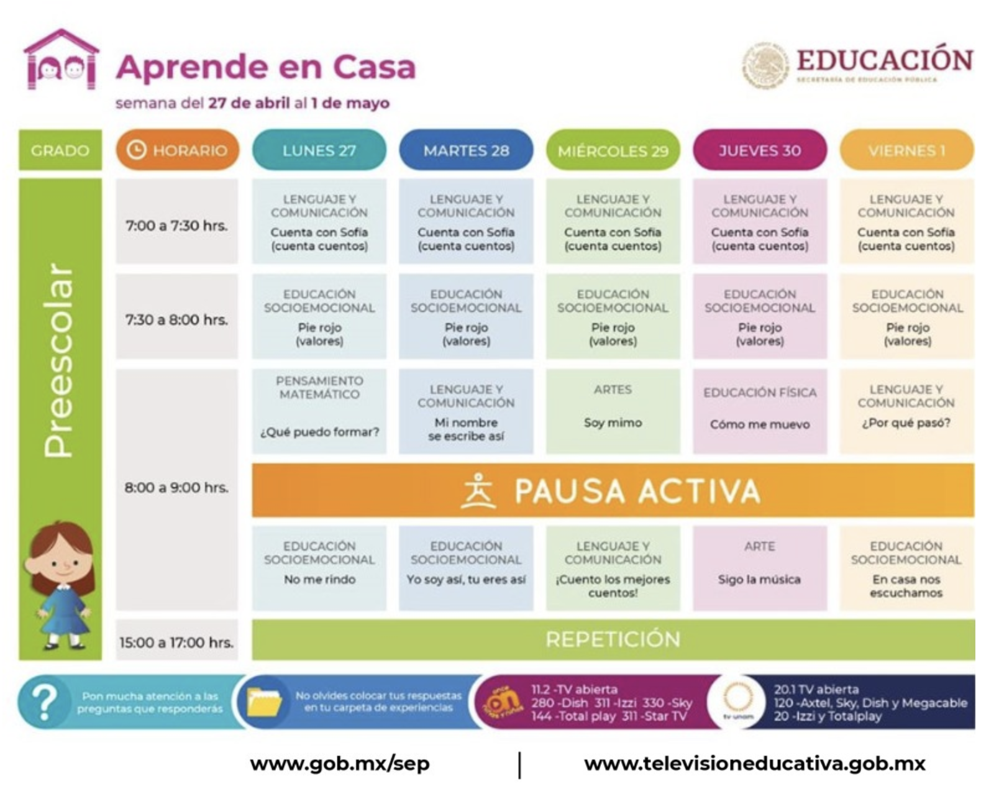 Aprende en Casa
semana del 27 de abril al 1 de mayo
EDUCACIÓN
SECRETARÍA DE EDUCACIÓN PÚBLICA
GRADO
HORARIO
LUNES 27
MARTES 28
MIÉRCOLES 29
JUEVES 30
VIERNES 1
Preescolar
7:00 a 7:30 hrs.
LENGUAJE Y
COMUNICACIÓN
Cuenta con Sofía
(cuenta cuentos)
LENGUAJE Y
COMUNICACIÓN
Cuenta con Sofía
(cuenta cuentos)
LENGUAJE Y
COMUNICACIÓN
Cuenta con Sofía
(cuenta cuentos)
LENGUAJE Y
COMUNICACIÓN
Cuenta con Sofía
(cuenta cuentos)
LENGUAJE Y
COMUNICACIÓN
Cuenta con Sofía
(cuenta cuentos)
7:30 a 8:00 hrs.
EDUCACIÓN
SOCIOEMOCIONAL
Pie rojo
(valores)
EDUCACIÓN
SOCIOEMOCIONAL
Pie rojo
(valores)
EDUCACIÓN
SOCIOEMOCIONAL
Pie rojo
(valores)
EDUCACIÓN
SOCIOEMOCIONAL
Pie rojo
(valores)
EDUCACIÓN
SOCIOEMOCIONAL
Pie rojo
(valores)
8:00 a 9:00 hrs.
PENSAMIENTO
MATEMÁTICO
¿Qué puedo formar?
LENGUAJE Y
COMUNICACIÓN
Mi nombre
se escribe así
ARTES
Soy mimo
EDUCACIÓN FÍSICA
Cómo me muevo
LENGUAJE Y
COMUNICACIÓN
¿Por qué pasó?
PAUSA ACTIVA
EDUCACIÓN
SOCIOEMOCIONAL
No me rindo
EDUCACIÓN
SOCIOEMOCIONAL
Yo soy así, tu eres así
LENGUAJE Y
COMUNICACIÓN
¡Cuento los mejores
cuentos!
ARTE
Sigo la música
EDUCACIÓN
SOCIOEMOCIONAL
En casa nos
escuchamos
15:00 a 17:00 hrs.
REPETICIÓN
?
Pon mucha atención a las
preguntas que responderás
No olvides colocar tus respuestas
en tu carpeta de experiencias
once
niñas y niños
11.2 -TV abierta
280 -Dish 311 -Izzi 330 -Sky
144 -Total play 311 -Star TV
tv unam
20.1 TV abierta
120 -Axtel, Sky, Dish y Megacable
20 -Izzi y Totalplay
www.gob.mx/sep
www.televisioneducativa.gob.mx